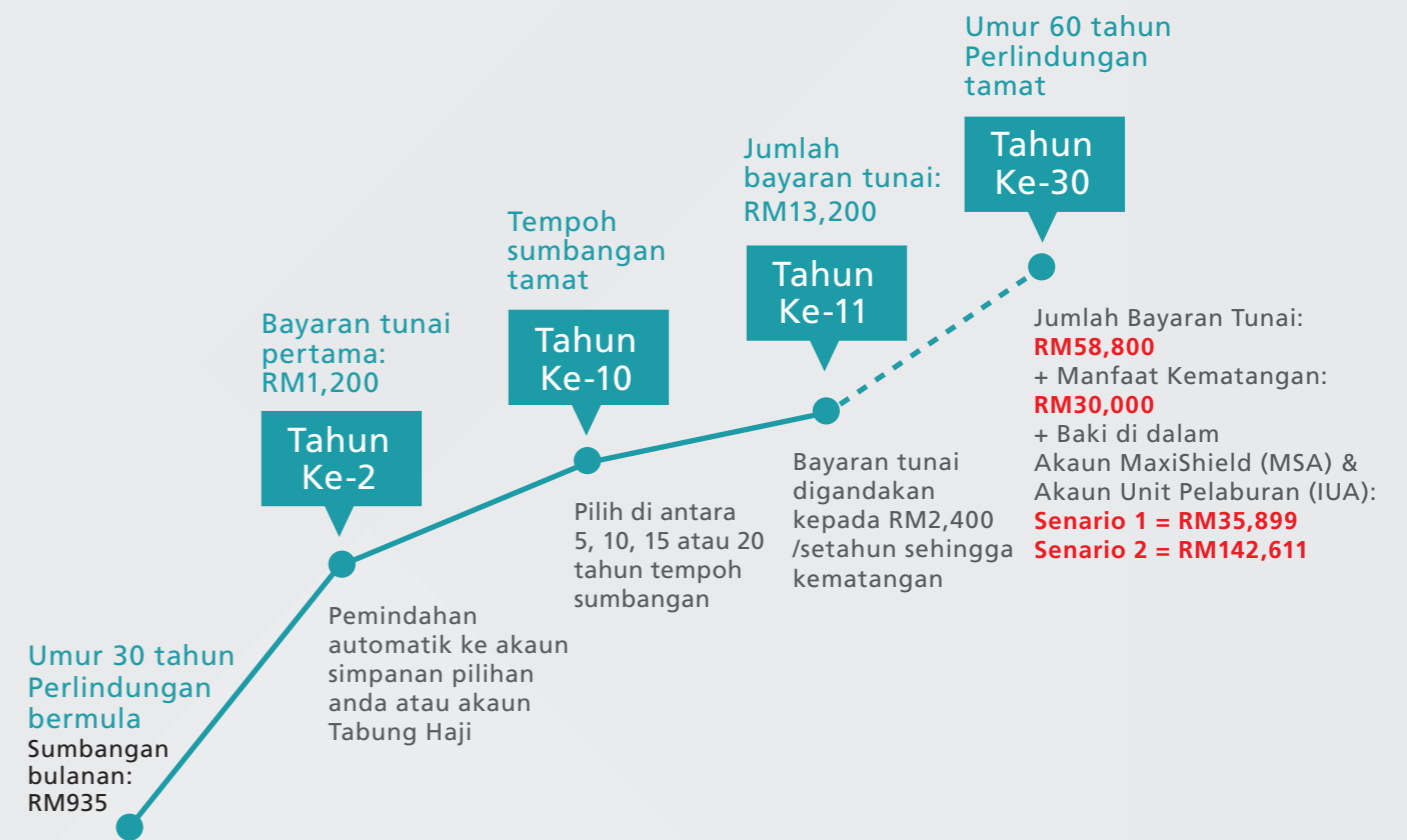 Umur 30 tahun
Perlindungan
bermula
Sumbangan
bulanan:
RM935
Bayaran tunai
pertama:
RM1,200
Tahun
Ke-2
Pemindahan
automatik ke akaun
simpanan pilihan
anda atau akaun
Tabung Haji
Tempoh
sumbangan
tamat
Tahun
Ke-10
Pilih di antara
5, 10, 15 atau 20
tahun tempoh
sumbangan
Jumlah
bayaran tunai:
RM13,200
Tahun
Ke-11
Bayaran tunai
digandakan
kepada RM2,400
/setahun sehingga
kematangan
Umur 60 tahun
Perlindungan
tamat
Tahun
Ke-30
Jumlah Bayaran Tunai:
RM58,800
+ Manfaat Kematangan:
RM30,000
+ Baki di dalam
Akaun MaxiShield (MSA) &
Akaun Unit Pelaburan (IUA):
Senario 1 = RM35,899
Senario 2 = RM142,611